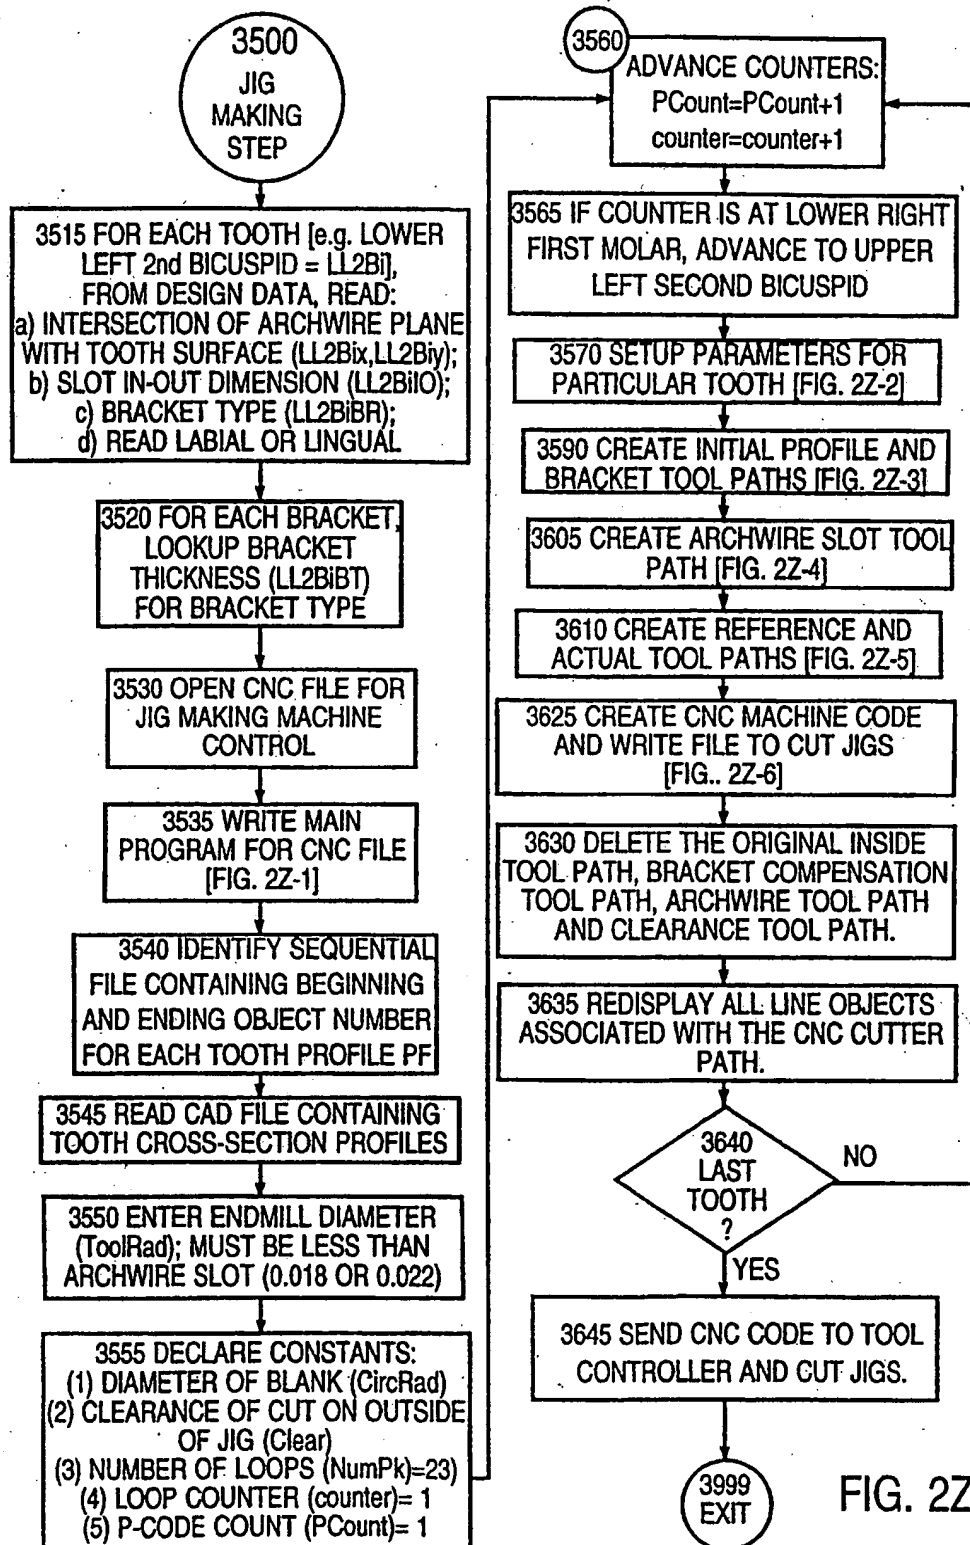 3500
JIG
MAKING
STEP
3515 FOR EACH TOOTH [e.g. LOWER
LEFT 2nd BICUSPID = LL2Bi],
FROM DESIGN DATA, READ:
a) INTERSECTION OF ARCHWIRE PLANE
WITH TOOTH SURFACE (LL2Bix,LL2Biy);
b) SLOT IN-OUT DIMENSION (LL2BiIO);
c) BRACKET TYPE (LL2BiBR);
d) READ LABIAL OR LINGUAL
3520 FOR EACH BRACKET,
LOOKUP BRACKET
THICKNESS (LL2BiBT)
FOR BRACKET TYPE
3530 OPEN CNC FILE FOR
JIG MAKING MACHINE
CONTROL
3535 WRITE MAIN
PROGRAM FOR CNC FILE
[FIG. 2Z-1]
3540 IDENTIFY SEQUENTIAL
FILE CONTAINING BEGINNING
AND ENDING OBJECT NUMBER
FOR EACH TOOTH PROFILE PF
3545 READ CAD FILE CONTAINING
TOOTH CROSS-SECTION PROFILES
3550 ENTER ENDMILL DIAMETER
(ToolRad); MUST BE LESS THAN
ARCHWIRE SLOT (0.018 OR 0.022)
3555 DECLARE CONSTANTS:
(1) DIAMETER OF BLANK (CircRad)
(2) CLEARANCE OF CUT ON OUTSIDE
OF JIG (Clear)
(3) NUMBER OF LOOPS (NumPk)=23)
(4) LOOP COUNTER (counter)= 1
(5) P-CODE COUNT (PCount)= 1
3560
ADVANCE COUNTERS:
PCount=PCount+1
counter=counter+1
3565 IF COUNTER IS AT LOWER RIGHT
FIRST MOLAR, ADVANCE TO UPPER
LEFT SECOND BICUSPID
3570 SETUP PARAMETERS FOR
PARTICULAR TOOTH [FIG. 2Z-2]
3590 CREATE INITIAL PROFILE AND
BRACKET TOOL PATHS [FIG. 2Z-3]
3605 CREATE ARCHWIRE SLOT TOOL
PATH [FIG. 2Z-4]
3610 CREATE REFERENCE AND
ACTUAL TOOL PATHS [FIG. 2Z-5]
3625 CREATE CNC MACHINE CODE
AND WRITE FILE TO CUT JIGS
[FIG.. 2Z-6]
3630 DELETE THE ORIGINAL INSIDE
TOOL PATH, BRACKET COMPENSATION
TOOL PATH, ARCHWIRE TOOL PATH
AND CLEARANCE TOOL PATH.
3635 REDISPLAY ALL LINE OBJECTS
ASSOCIATED WITH THE CNC CUTTER
PATH.
3640
LAST
TOOTH
?
NO
YES
3645 SEND CNC CODE TO TOOL
CONTROLLER AND CUT JIGS.
3999
EXIT
FIG. 2Z